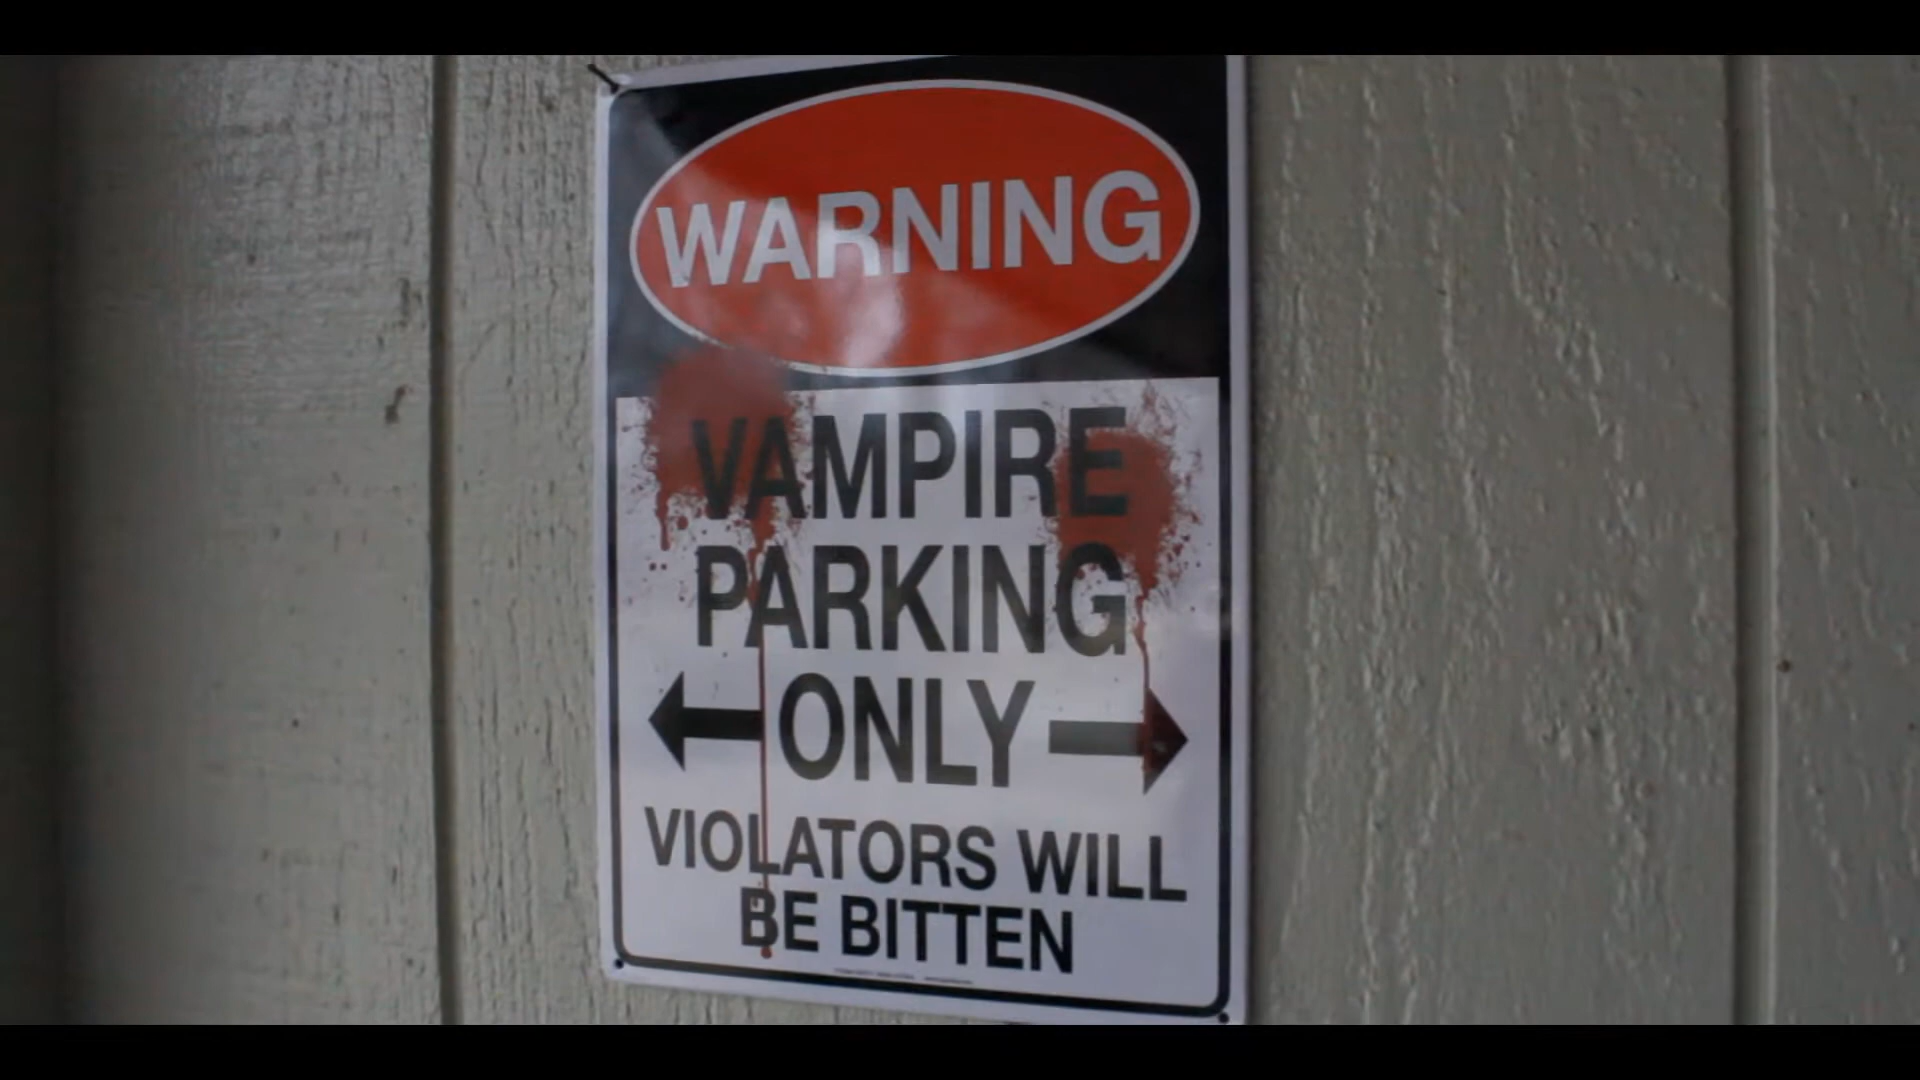 WARNING
VAMPIRE
PARKING
ONLY
VIOLATORS WILL
BE BITTEN